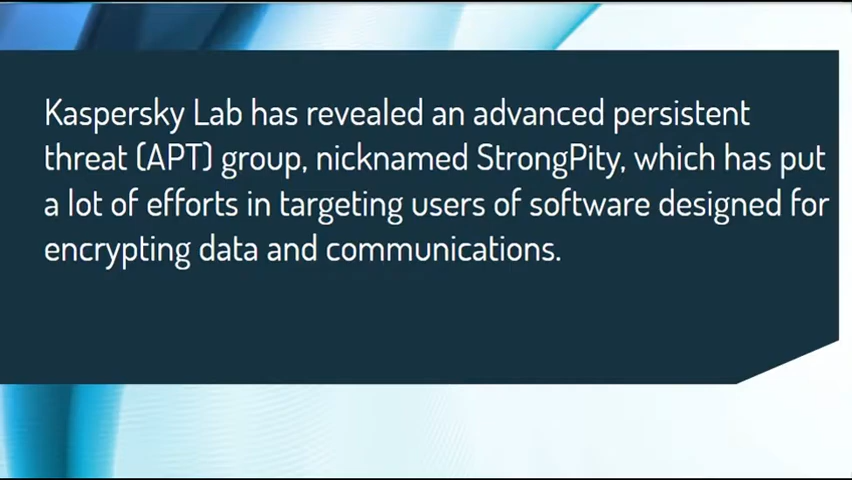 Kaspersky Lab has revealed an advanced persistent
threat (APT) group, nicknamed StrongPity, which has put
a lot of efforts in targeting users of software designed for
encrypting data and communications.